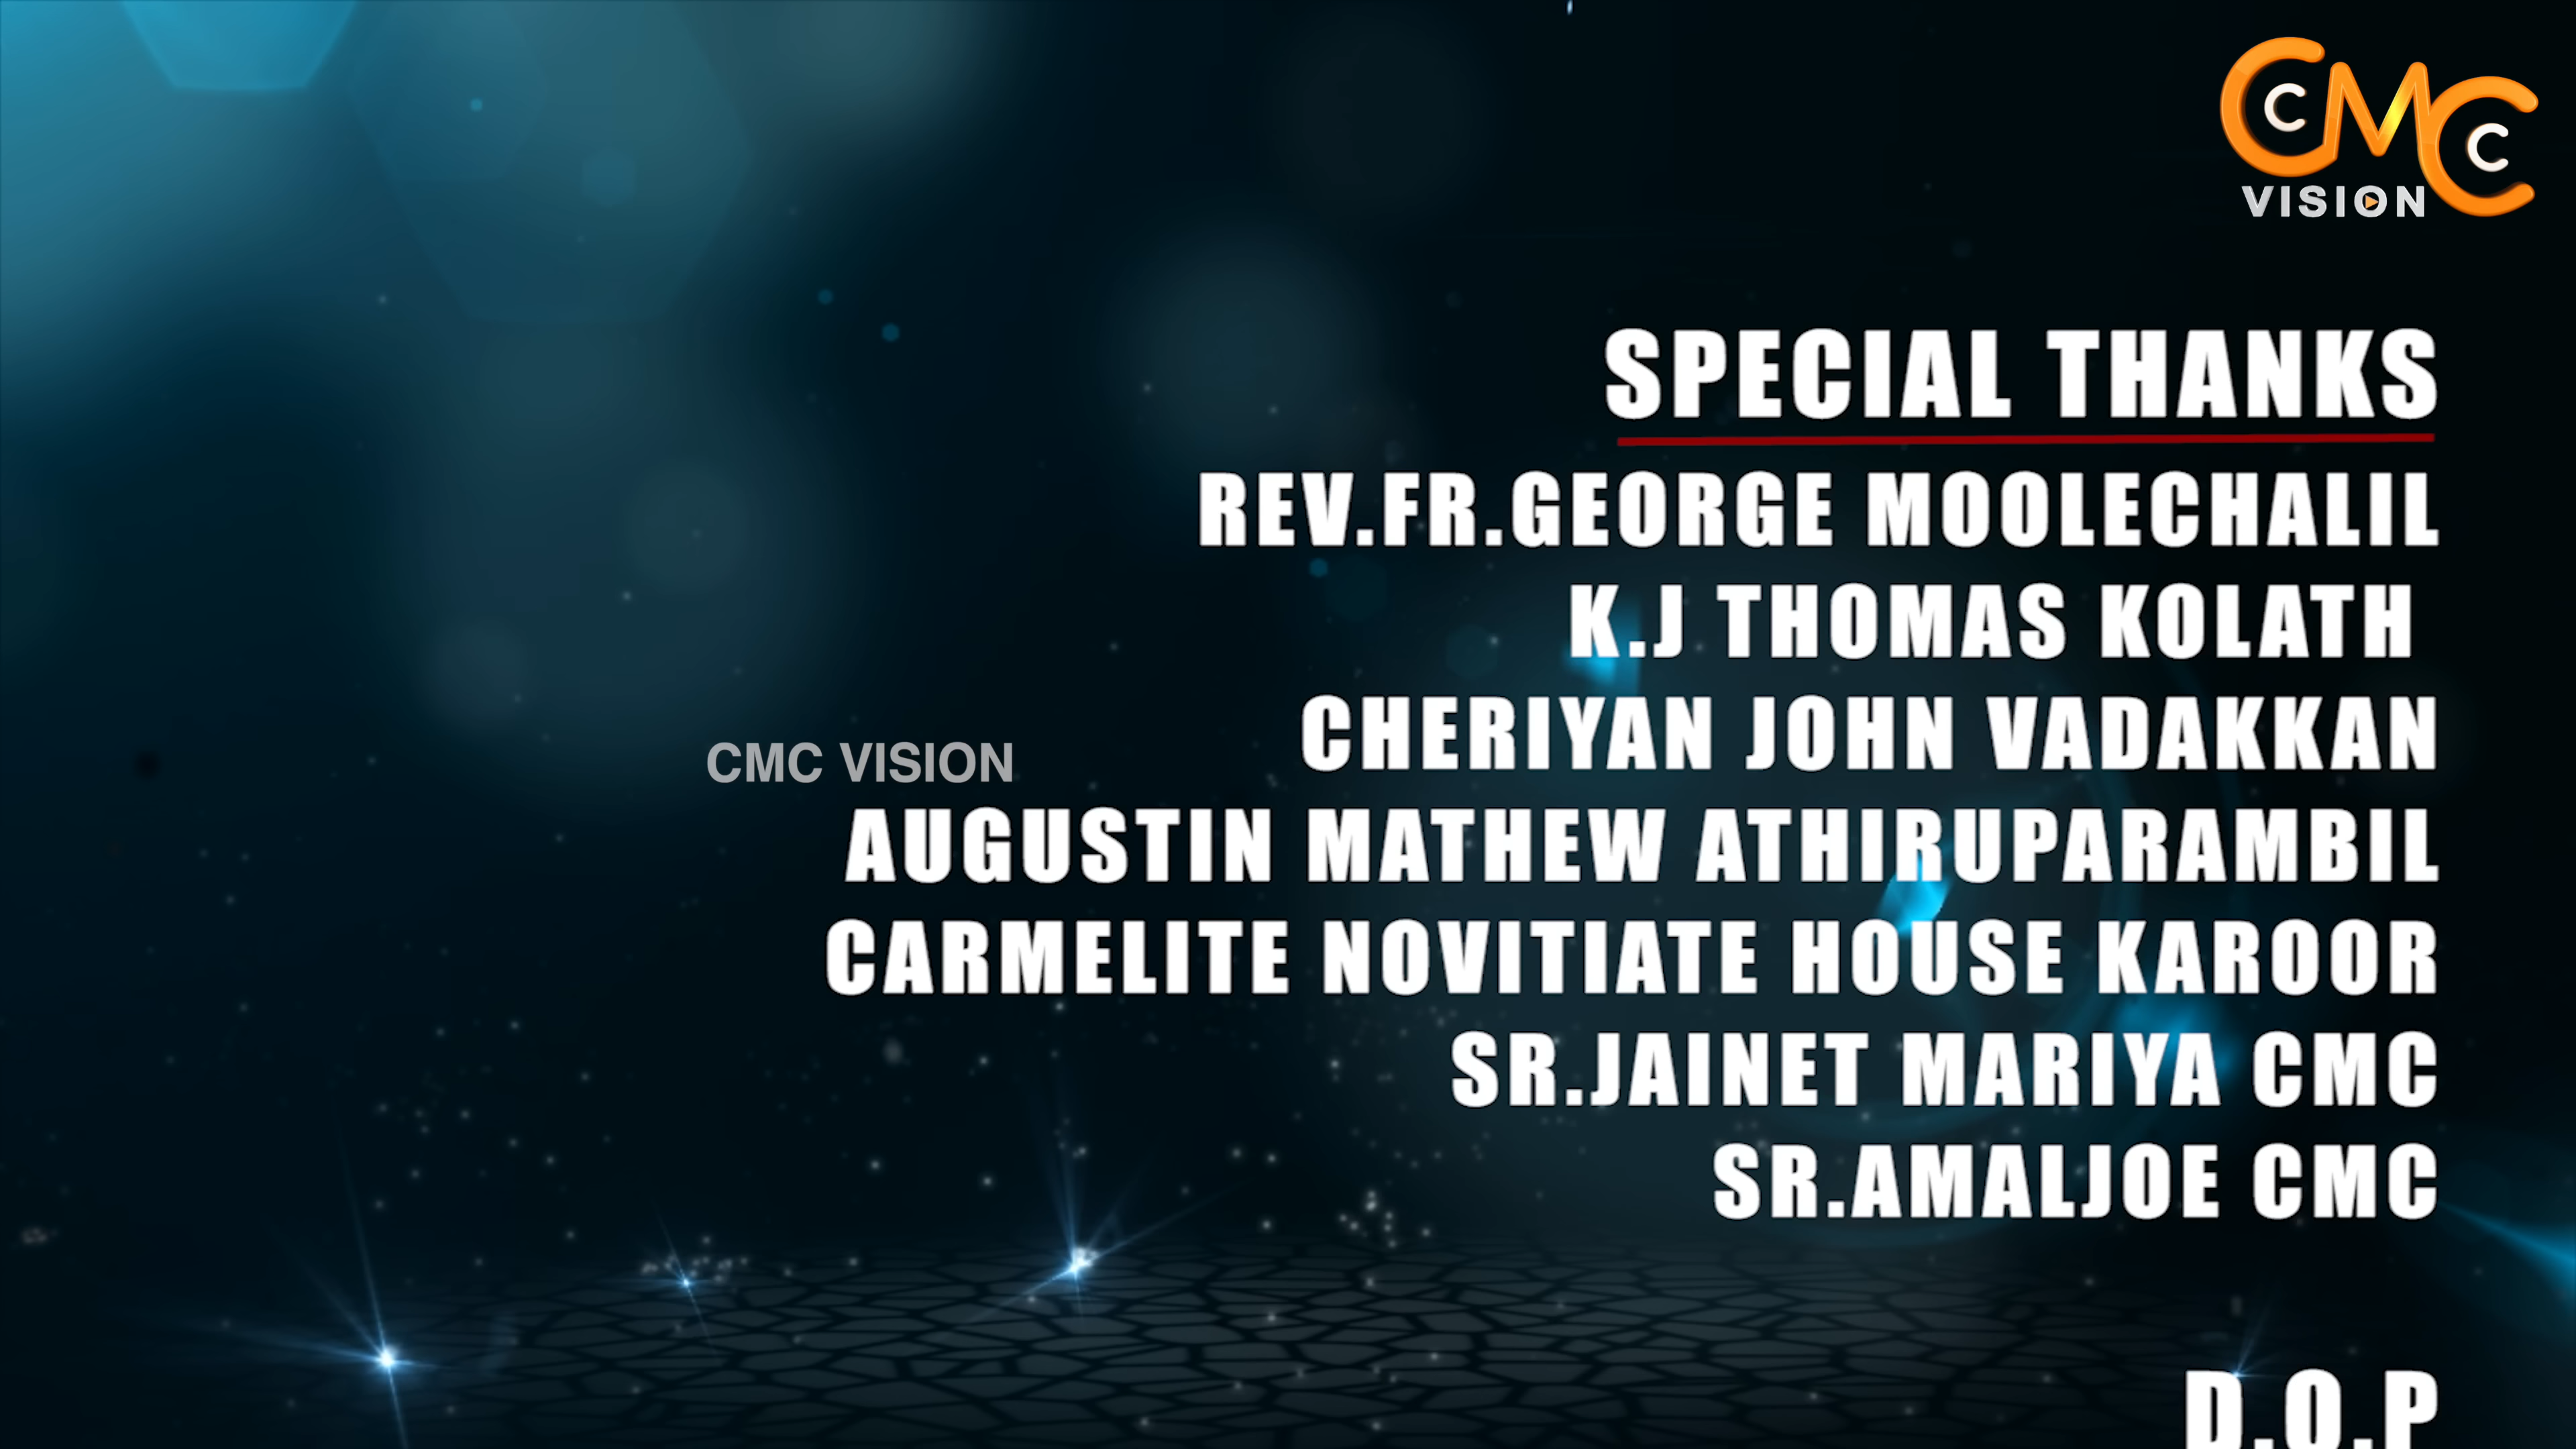 CMC
C C
VISION
SPECIAL THANKS
REV.FR.GEORGE MOOLECHALIL
K.J THOMAS KOLATH
CHERIYAN JOHN VADAKKAN
CMC VISION
AUGUSTIN MATHEW ATHIRUPARAMBIL
CARMELITE NOVITIATE HOUSE KAROOR
SR.JAINET MARIYA CMC
SR.AMALJOE CMC
D.O.P